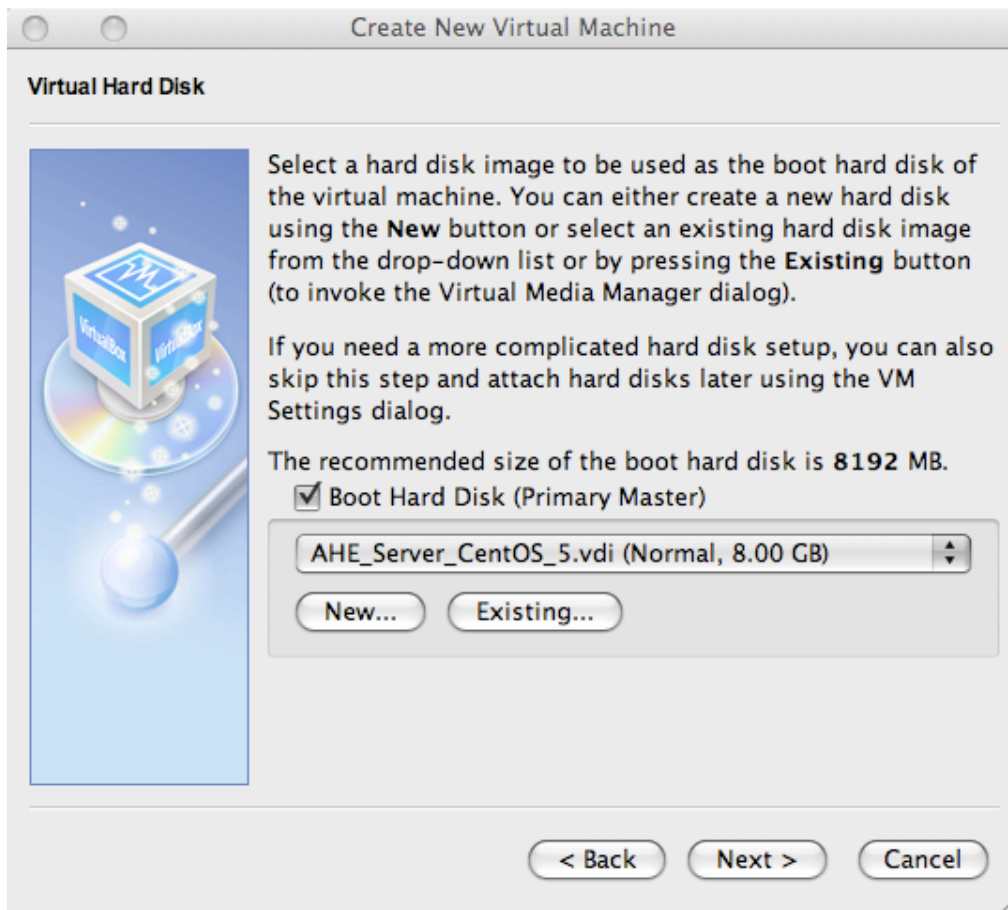 Create New Virtual Machine
Virtual Hard Disk
Select a hard disk image to be used as the boot hard disk of
the virtual machine. You can either create a new hard disk
using the New button or select an existing hard disk image
from the drop-down list or by pressing the Existing button
(to invoke the Virtual Media Manager dialog).
If you need a more complicated hard disk setup, you can also
skip this step and attach hard disks later using the VM
Settings dialog.
The recommended size of the boot hard disk is 8192 MB.
Boot Hard Disk (Primary Master)
AHE_Server_CentOS_5.vdi (Normal, 8.00 GB)
New... Existing...
VirtualBox VirtualBox
< Back Next > Cancel